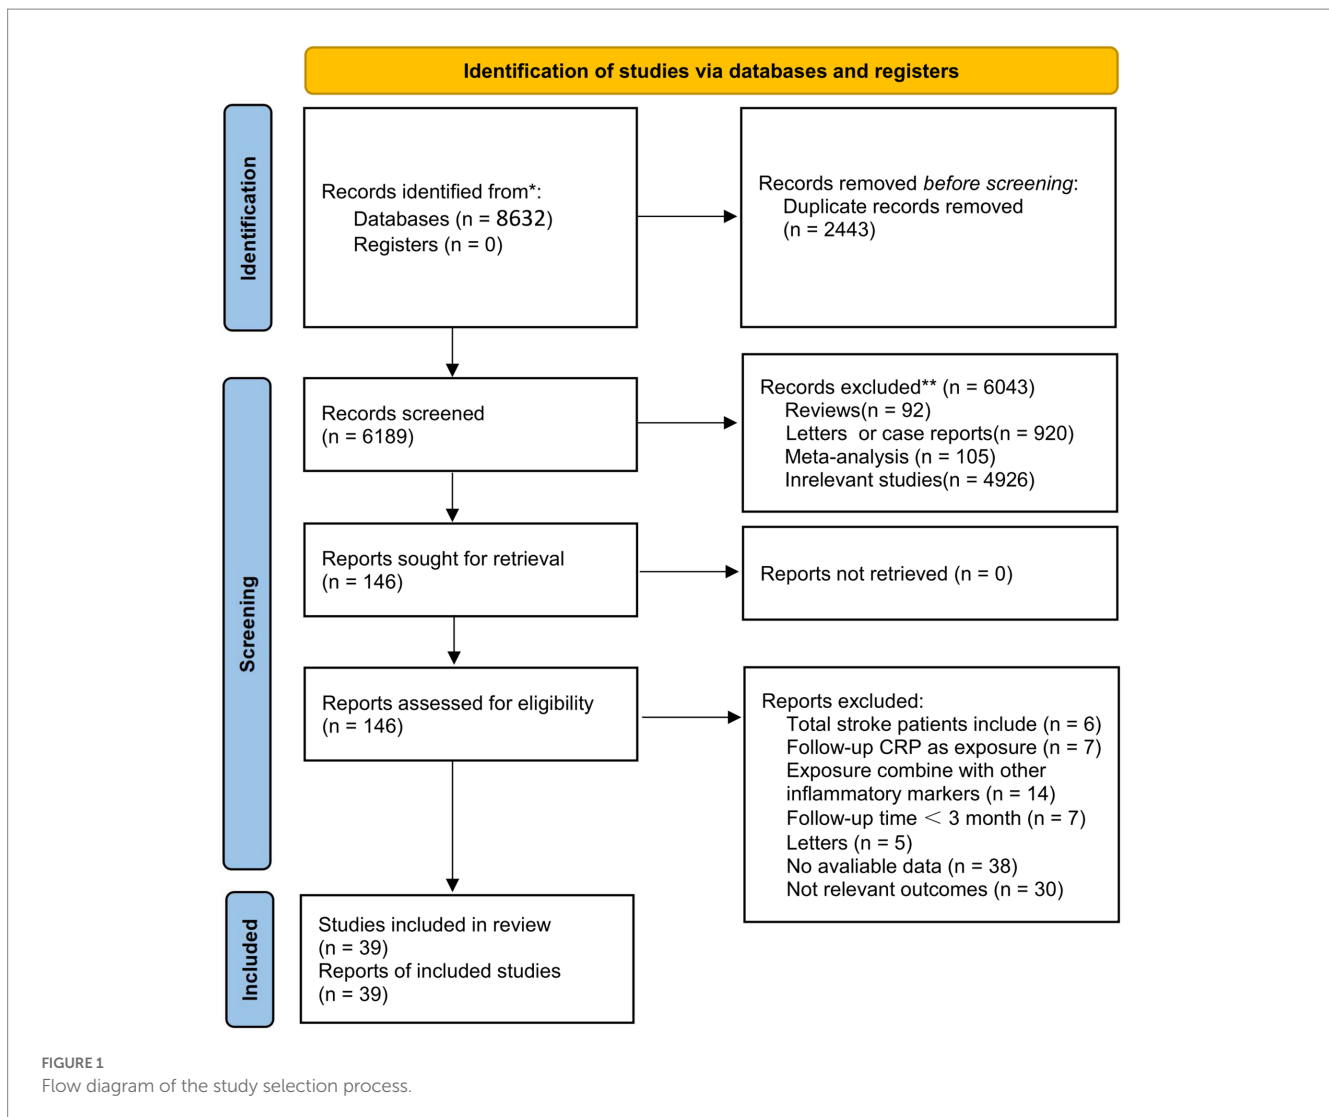 Identification of studies via databases and registers
Identification
Records identified from*:
Databases (n = 8632)
Registers (n = 0)
Records removed before screening:
Duplicate records removed
(n = 2443)
Screening
Records screened
(n = 6189)
Records excluded** (n = 6043)
Reviews(n = 92)
Letters or case reports(n = 920)
Meta-analysis (n = 105)
Inrelevant studies(n = 4926)
Reports sought for retrieval
(n = 146)
Reports not retrieved (n = 0)
Reports assessed for eligibility
(n = 146)
Reports excluded:
Total stroke patients include (n = 6)
Follow-up CRP as exposure (n = 7)
Exposure combine with other
inflammatory markers (n = 14)
Follow-up time < 3 month (n = 7)
Letters (n = 5)
No avaliable data (n = 38)
Not relevant outcomes (n = 30)
Included
Studies included in review
(n = 39)
Reports of included studies
(n = 39)
FIGURE 1
Flow diagram of the study selection process.